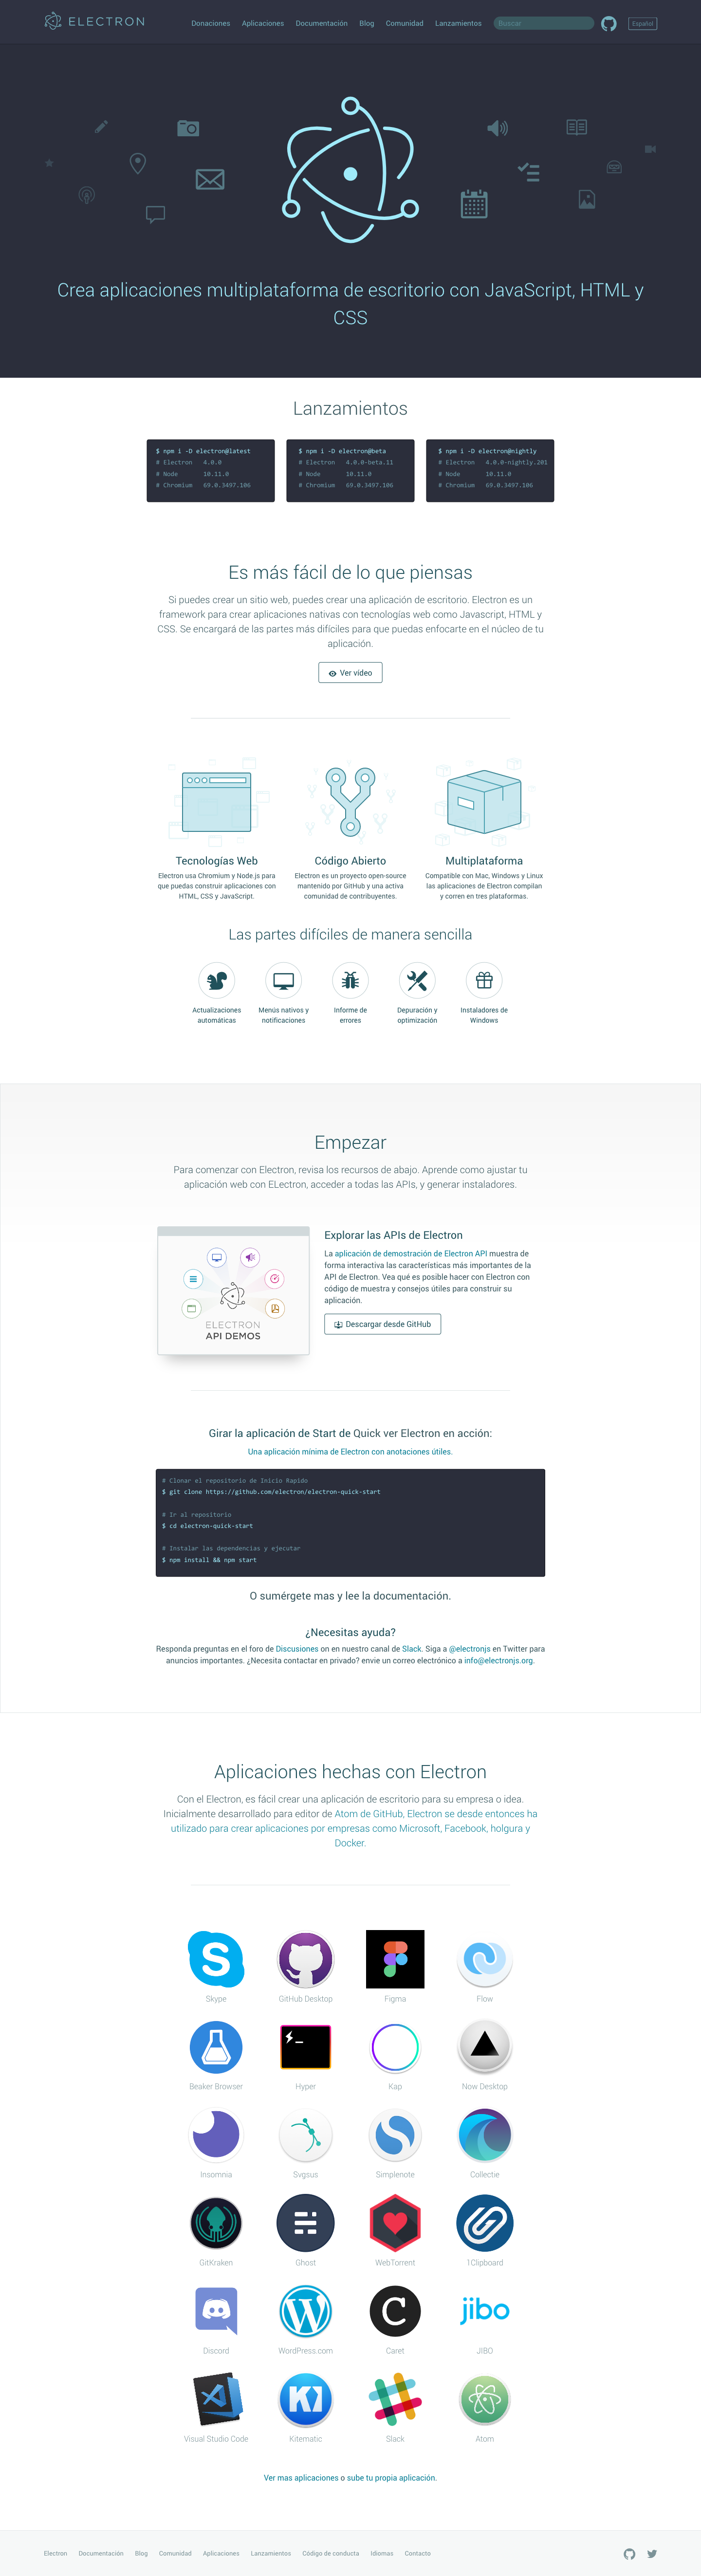 ELECTRON
Donaciones Aplicaciones Documentación Blog Comunidad Lanzamientos Buscar Español
Crea aplicaciones multiplataforma de escritorio con JavaScript, HTML y
CSS
Lanzamientos
$ npm i -D electron@latest
# Electron 4.0.0
# Node 10.11.0
# Chromium 69.0.3497.106
$ npm i -D electron@beta
# Electron 4.0.0-beta.11
# Node 10.11.0
# Chromium 69.0.3497.106
$ npm i -D electron@nightly
# Electron 4.0.0-nightly.201
# Node 10.11.0
# Chromium 69.0.3497.106
Es más fácil de lo que piensas
Si puedes crear un sitio web, puedes crear una aplicación de escritorio. Electron es un
framework para crear aplicaciones nativas con tecnologías web como Javascript, HTML y
CSS. Se encargará de las partes más difíciles para que puedas enfocarte en el núcleo de tu
aplicación.
Ver vídeo
Tecnologías Web
Electron usa Chromium y Node.js para
que puedas construir aplicaciones con
HTML, CSS y JavaScript.
Código Abierto
Electron es un proyecto open-source
mantenido por GitHub y una activa
comunidad de contribuyentes.
Multiplataforma
Compatible con Mac, Windows y Linux
las aplicaciones de Electron compilan
y corren en tres plataformas.
Las partes difíciles de manera sencilla
Actualizaciones
automáticas
Menús nativos y
notificaciones
Informe de
errores
Depuración y
optimización
Instaladores de
Windows
Empezar
Para comenzar con Electron, revisa los recursos de abajo. Aprende como ajustar tu
aplicación web con ELectron, acceder a todas las APIs, y generar instaladores.
ELECTRON
API DEMOS
Explorar las APIs de Electron
La aplicación de demostración de Electron API muestra de
forma interactiva las características más importantes de la
API de Electron. Vea qué es posible hacer con Electron con
código de muestra y consejos útiles para construir su
aplicación.
Descargar desde GitHub
Girar la aplicación de Start de Quick ver Electron en acción:
Una aplicación mínima de Electron con anotaciones útiles.
# Clonar el repositorio de Inicio Rapido
$ git clone https://github.com/electron/electron-quick-start
# Ir al repositorio
$ cd electron-quick-start
# Instalar las dependencias y ejecutar
$ npm install && npm start
O sumérgete mas y lee la documentación.
¿Necesitas ayuda?
Responda preguntas en el foro de Discusiones on en nuestro canal de Slack. Siga a @electronjs en Twitter para
anuncios importantes. ¿Necesita contactar en privado? envie un correo electrónico a info@electronjs.org.
Aplicaciones hechas con Electron
Con el Electron, es fácil crear una aplicación de escritorio para su empresa o idea.
Inicialmente desarrollado para editor de Atom de GitHub, Electron se desde entonces ha
utilizado para crear aplicaciones por empresas como Microsoft, Facebook, holgura y
Docker.
Skype GitHub Desktop Figma Flow
Beaker Browser Hyper Kap Now Desktop
Insomnia Svgsus Simplenote Collectie
GitKraken Ghost WebTorrent 1Clipboard
jibo
Discord WordPress.com Caret JIBO
Visual Studio Code Kitematic Slack Atom
Ver mas aplicaciones o sube tu propia aplicación.
Electron Documentación Blog Comunidad Aplicaciones Lanzamientos Código de conducta Idiomas Contacto